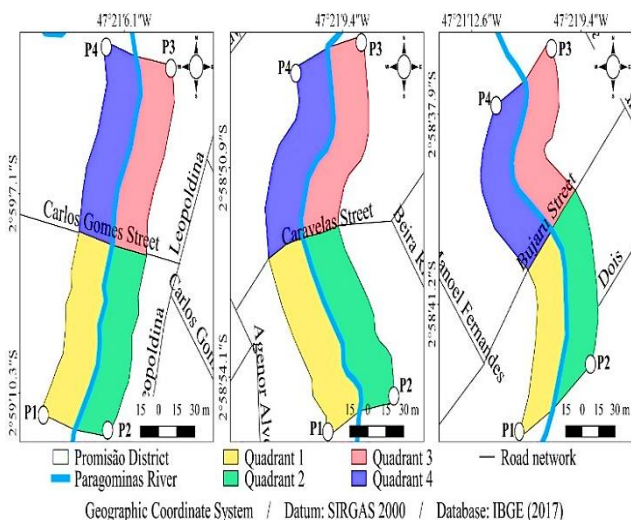 47°21'6.1"W
47°21'9.4"W
47°21'12.6"W 47°21'9.4"W
P4
P3
2°59'7.1"S
Carlos Gomes Street
Leopoldina
Carlos Gom
eopoldina
2°59'10.3"S
P1
P2
15 0 15 30 m
P3
P4
2°58'50.9"S
Caravelas Street
Beira R
Agenor Alva
2°58'54.1"S
P2
P1
15 0 15 30 m
P3
P4
2°58'37.9"S
Bujaru Street
Manoel Fernandes
Dois
2°58'41.2"S
P2
P1
15 0 15 30 m
Promisão District Quadrant 1 Quadrant 3 Road network
Paragominas River Quadrant 2 Quadrant 4
Geographic Coordinate System / Datum: SIRGAS 2000 / Database: IBGE (2017)